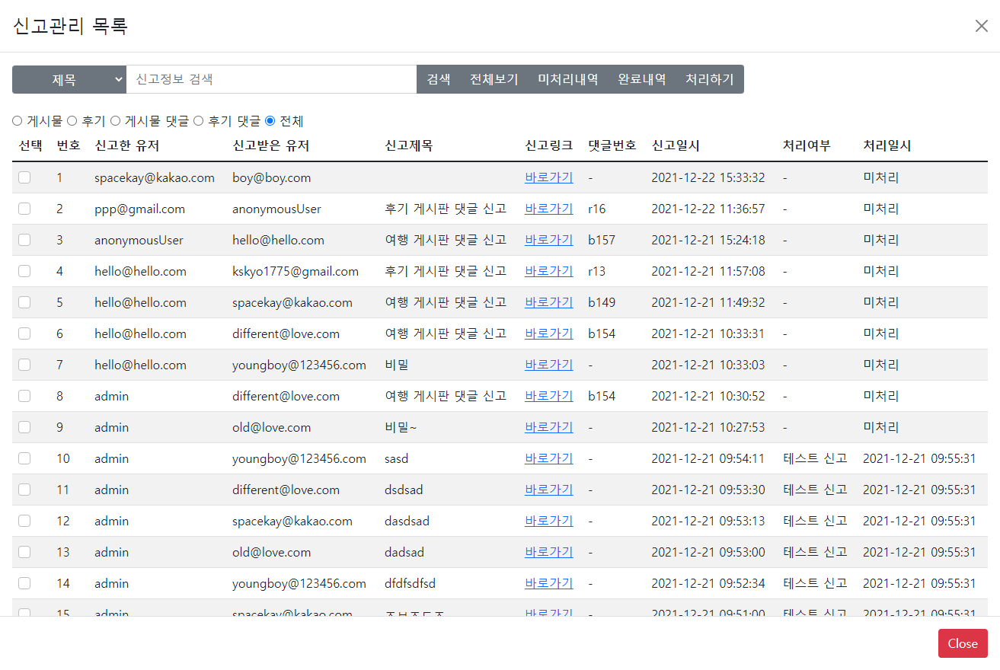 신고관리 목록
제목 신고정보 검색 검색 전체보기 미처리내역 완료내역 처리하기
게시물 후기 게시물 댓글 후기 댓글 전체
선택 번호 신고한 유저 신고받은 유저 신고제목 신고링크 댓글번호 신고일시 처리여부 처리일시
1 spacekay@kakao.com boy@boy.com 바로가기 - 2021-12-22 15:33:32 - 미처리
2 ppp@gmail.com anonymousUser 후기 게시판 댓글 신고 바로가기 r16 2021-12-22 11:36:57 - 미처리
3 anonymousUser hello@hello.com 여행 게시판 댓글 신고 바로가기 b157 2021-12-21 15:24:18 - 미처리
4 hello@hello.com kskyo1775@gmail.com 후기 게시판 댓글 신고 바로가기 r13 2021-12-21 11:57:08 - 미처리
5 hello@hello.com spacekay@kakao.com 여행 게시판 댓글 신고 바로가기 b149 2021-12-21 11:49:32 - 미처리
6 hello@hello.com different@love.com 여행 게시판 댓글 신고 바로가기 b154 2021-12-21 10:33:31 - 미처리
7 hello@hello.com youngboy@123456.com 비밀 바로가기 - 2021-12-21 10:33:03 - 미처리
8 admin different@love.com 여행 게시판 댓글 신고 바로가기 b154 2021-12-21 10:30:52 - 미처리
9 admin old@love.com 비밀~ 바로가기 - 2021-12-21 10:27:53 - 미처리
10 admin youngboy@123456.com sasd 바로가기 - 2021-12-21 09:54:11 테스트 신고 2021-12-21 09:55:31
11 admin different@love.com dsdsad 바로가기 - 2021-12-21 09:53:30 테스트 신고 2021-12-21 09:55:31
12 admin spacekay@kakao.com dasdsad 바로가기 - 2021-12-21 09:53:13 테스트 신고 2021-12-21 09:55:31
13 admin old@love.com dadsad 바로가기 - 2021-12-21 09:53:00 테스트 신고 2021-12-21 09:55:31
14 admin youngboy@123456.com dfdfsdfsd 바로가기 - 2021-12-21 09:52:34 테스트 신고 2021-12-21 09:55:31
15 admin spacekay@kakao.com 바로가기 - 2021-12-21 09:51:00 테스트 신고 2021-12-21 09:55:31
Close